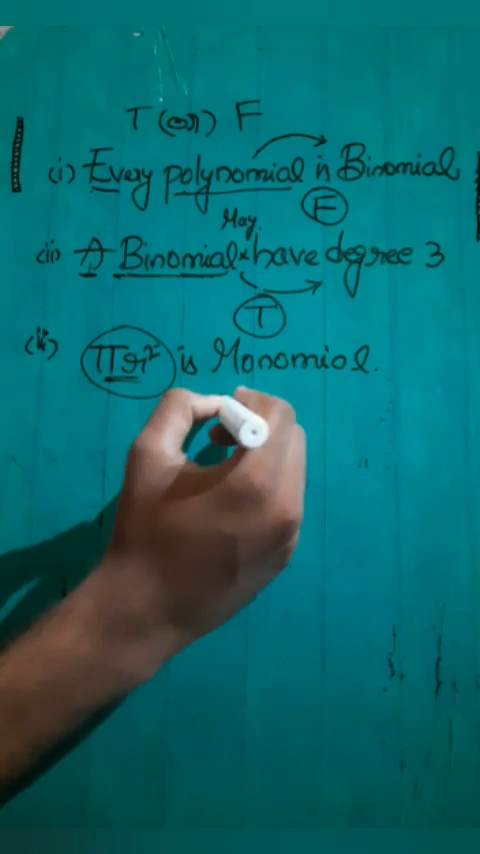 T (or) F
(i) Every polynomial is Binomial
F
May
(ii) A Binomial × have degree 3
T
(iii) πr² is Monomial.